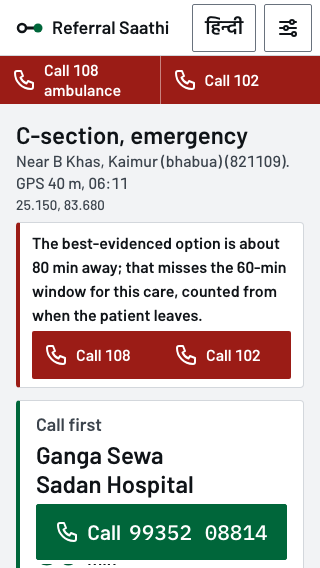 Referral Saathi
हिन्दी
Call 108
ambulance
Call 102
C-section, emergency
Near B Khas, Kaimur (bhabua) (821109).
GPS 40 m, 06:11
25.150, 83.680
The best-evidenced option is about
80 min away; that misses the 60-min
window for this care, counted from
when the patient leaves.
Call 108
Call 102
Call first
Ganga Sewa
Sadan Hospital
Call 99352 08814